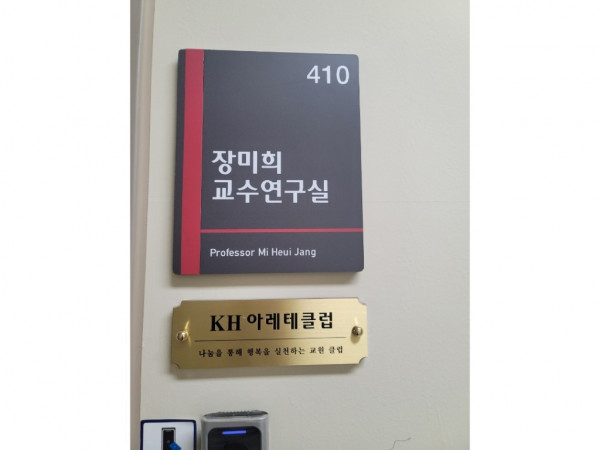 410
장미희
교수연구실
Professor Mi Heui Jang
KH 아레테클럽
나눔을 통해 행복을 실천하는 교원 클럽